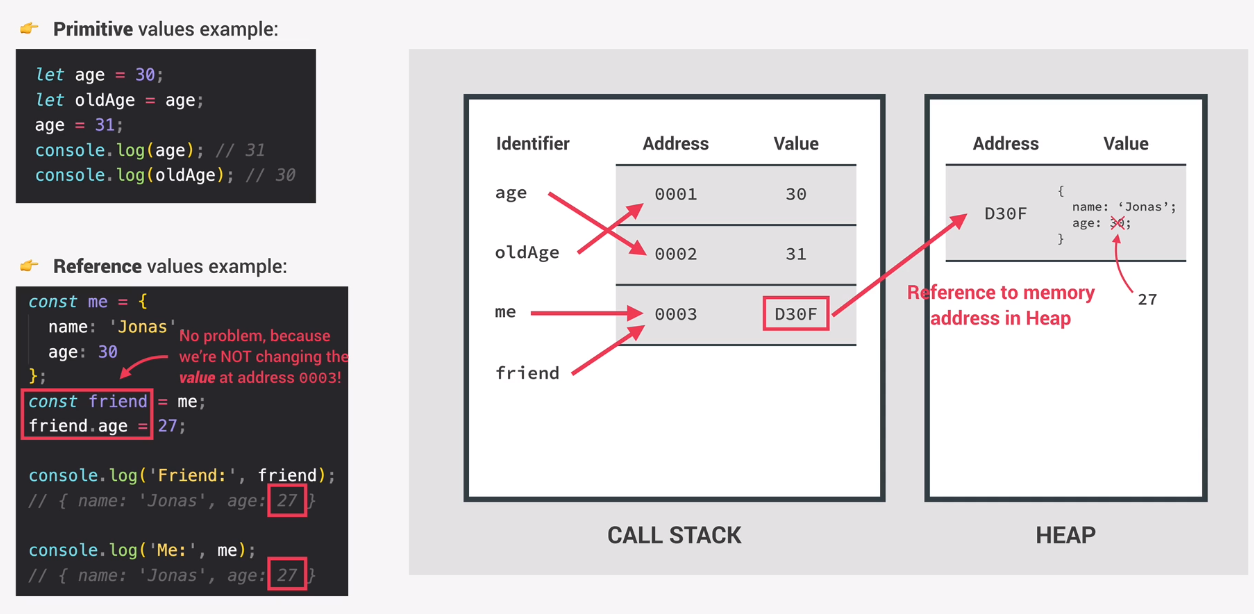 👉 Primitive values example:
let age = 30;
let oldAge = age;
age = 31;
console.log(age); // 31
console.log(oldAge); // 30
👉 Reference values example:
const me = {
name: 'Jonas'
age: 30
};
const friend = me;
friend.age = 27;
No problem, because
we're NOT changing the
value at address 0003!
console.log('Friend:', friend);
// { name: 'Jonas', age: 27 }
console.log('Me:', me);
// { name: 'Jonas', age: 27 }
Identifier Address Value
age 0001 30
oldAge 0002 31
me 0003 D30F
friend
CALL STACK
Address Value
D30F
{
name: ‘Jonas’;
age: 30;
}
27
Reference to memory
address in Heap
HEAP